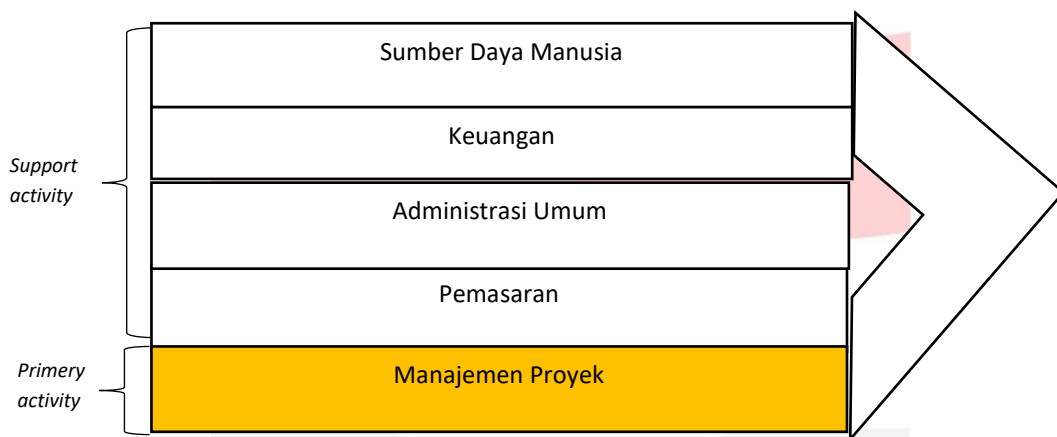 Sumber Daya Manusia
Keuangan
Support
activity
Administrasi Umum
Pemasaran
Primery
activity
Manajemen Proyek